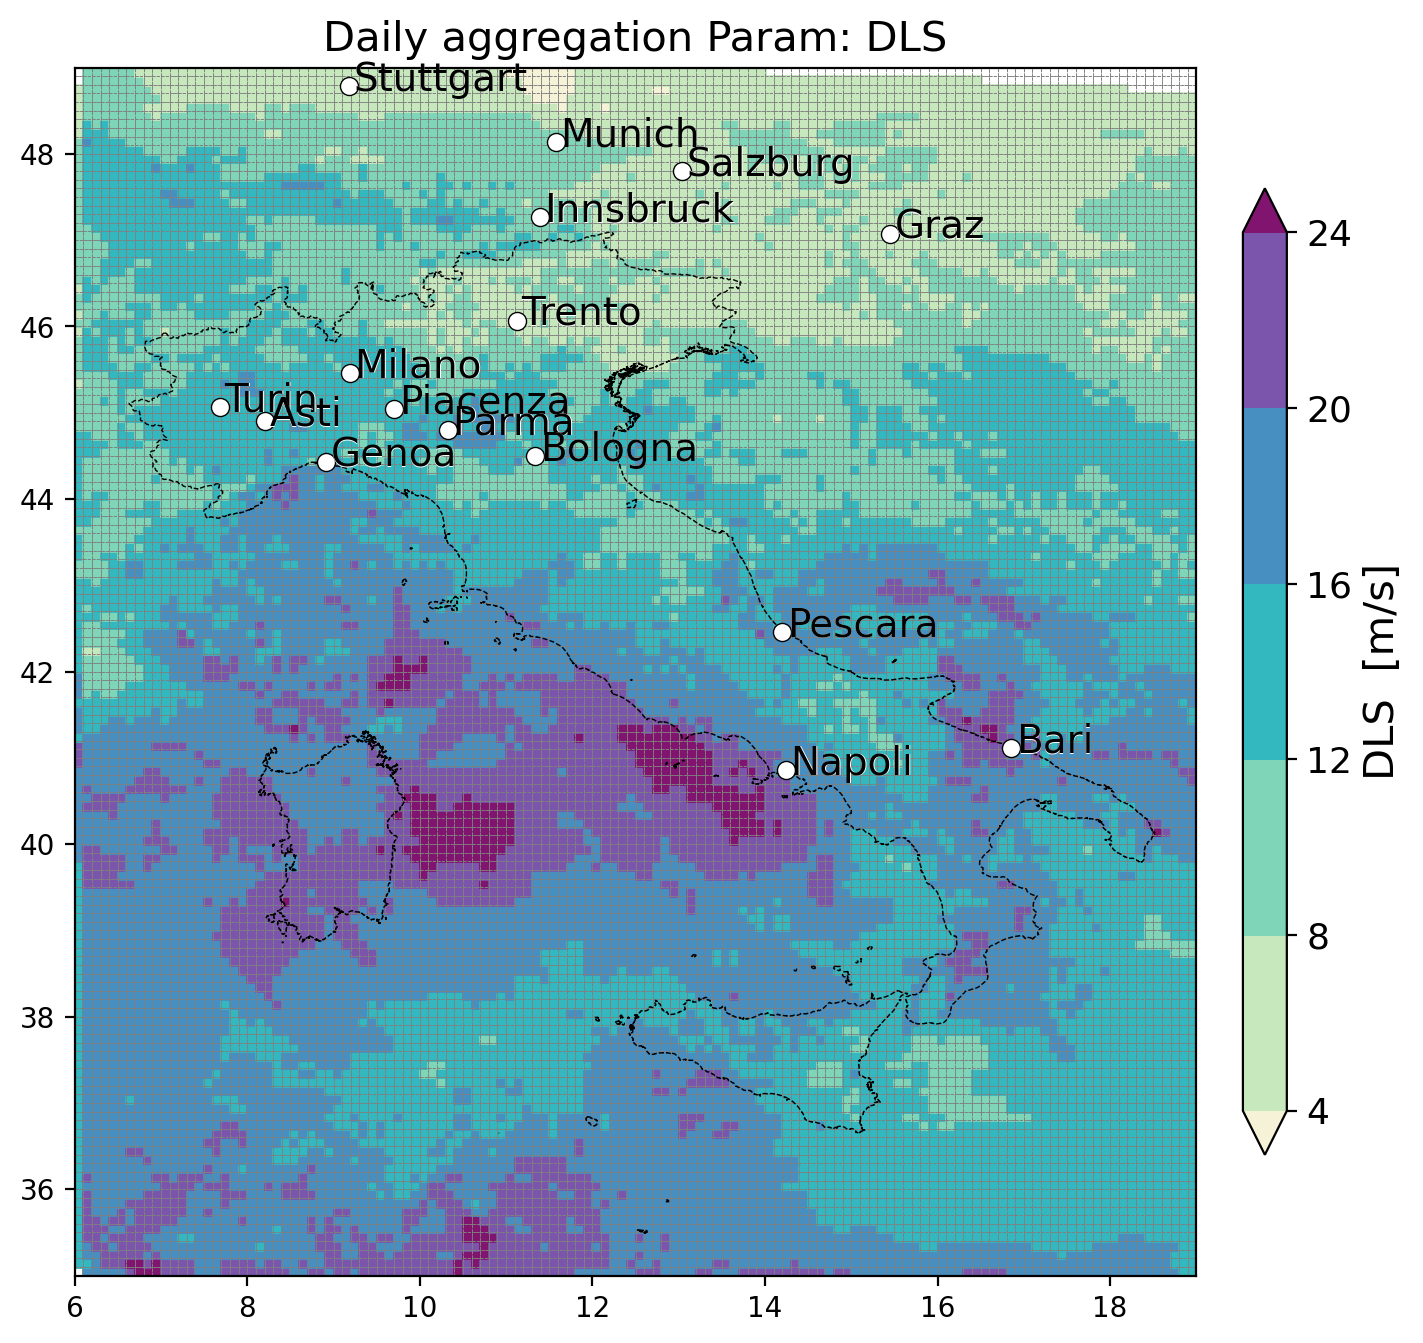 Daily aggregation Param: DLS
Stuttgart
Munich
Salzburg
Innsbruck
Graz
Trento
Milano
Turin
Piacenza
Asti
Parma
Genoa
Bologna
Pescara
Bari
Napoli
48
46
44
42
40
38
36
6
8
10
12
14
16
18
24
20
16
12
8
4
DLS [m/s]